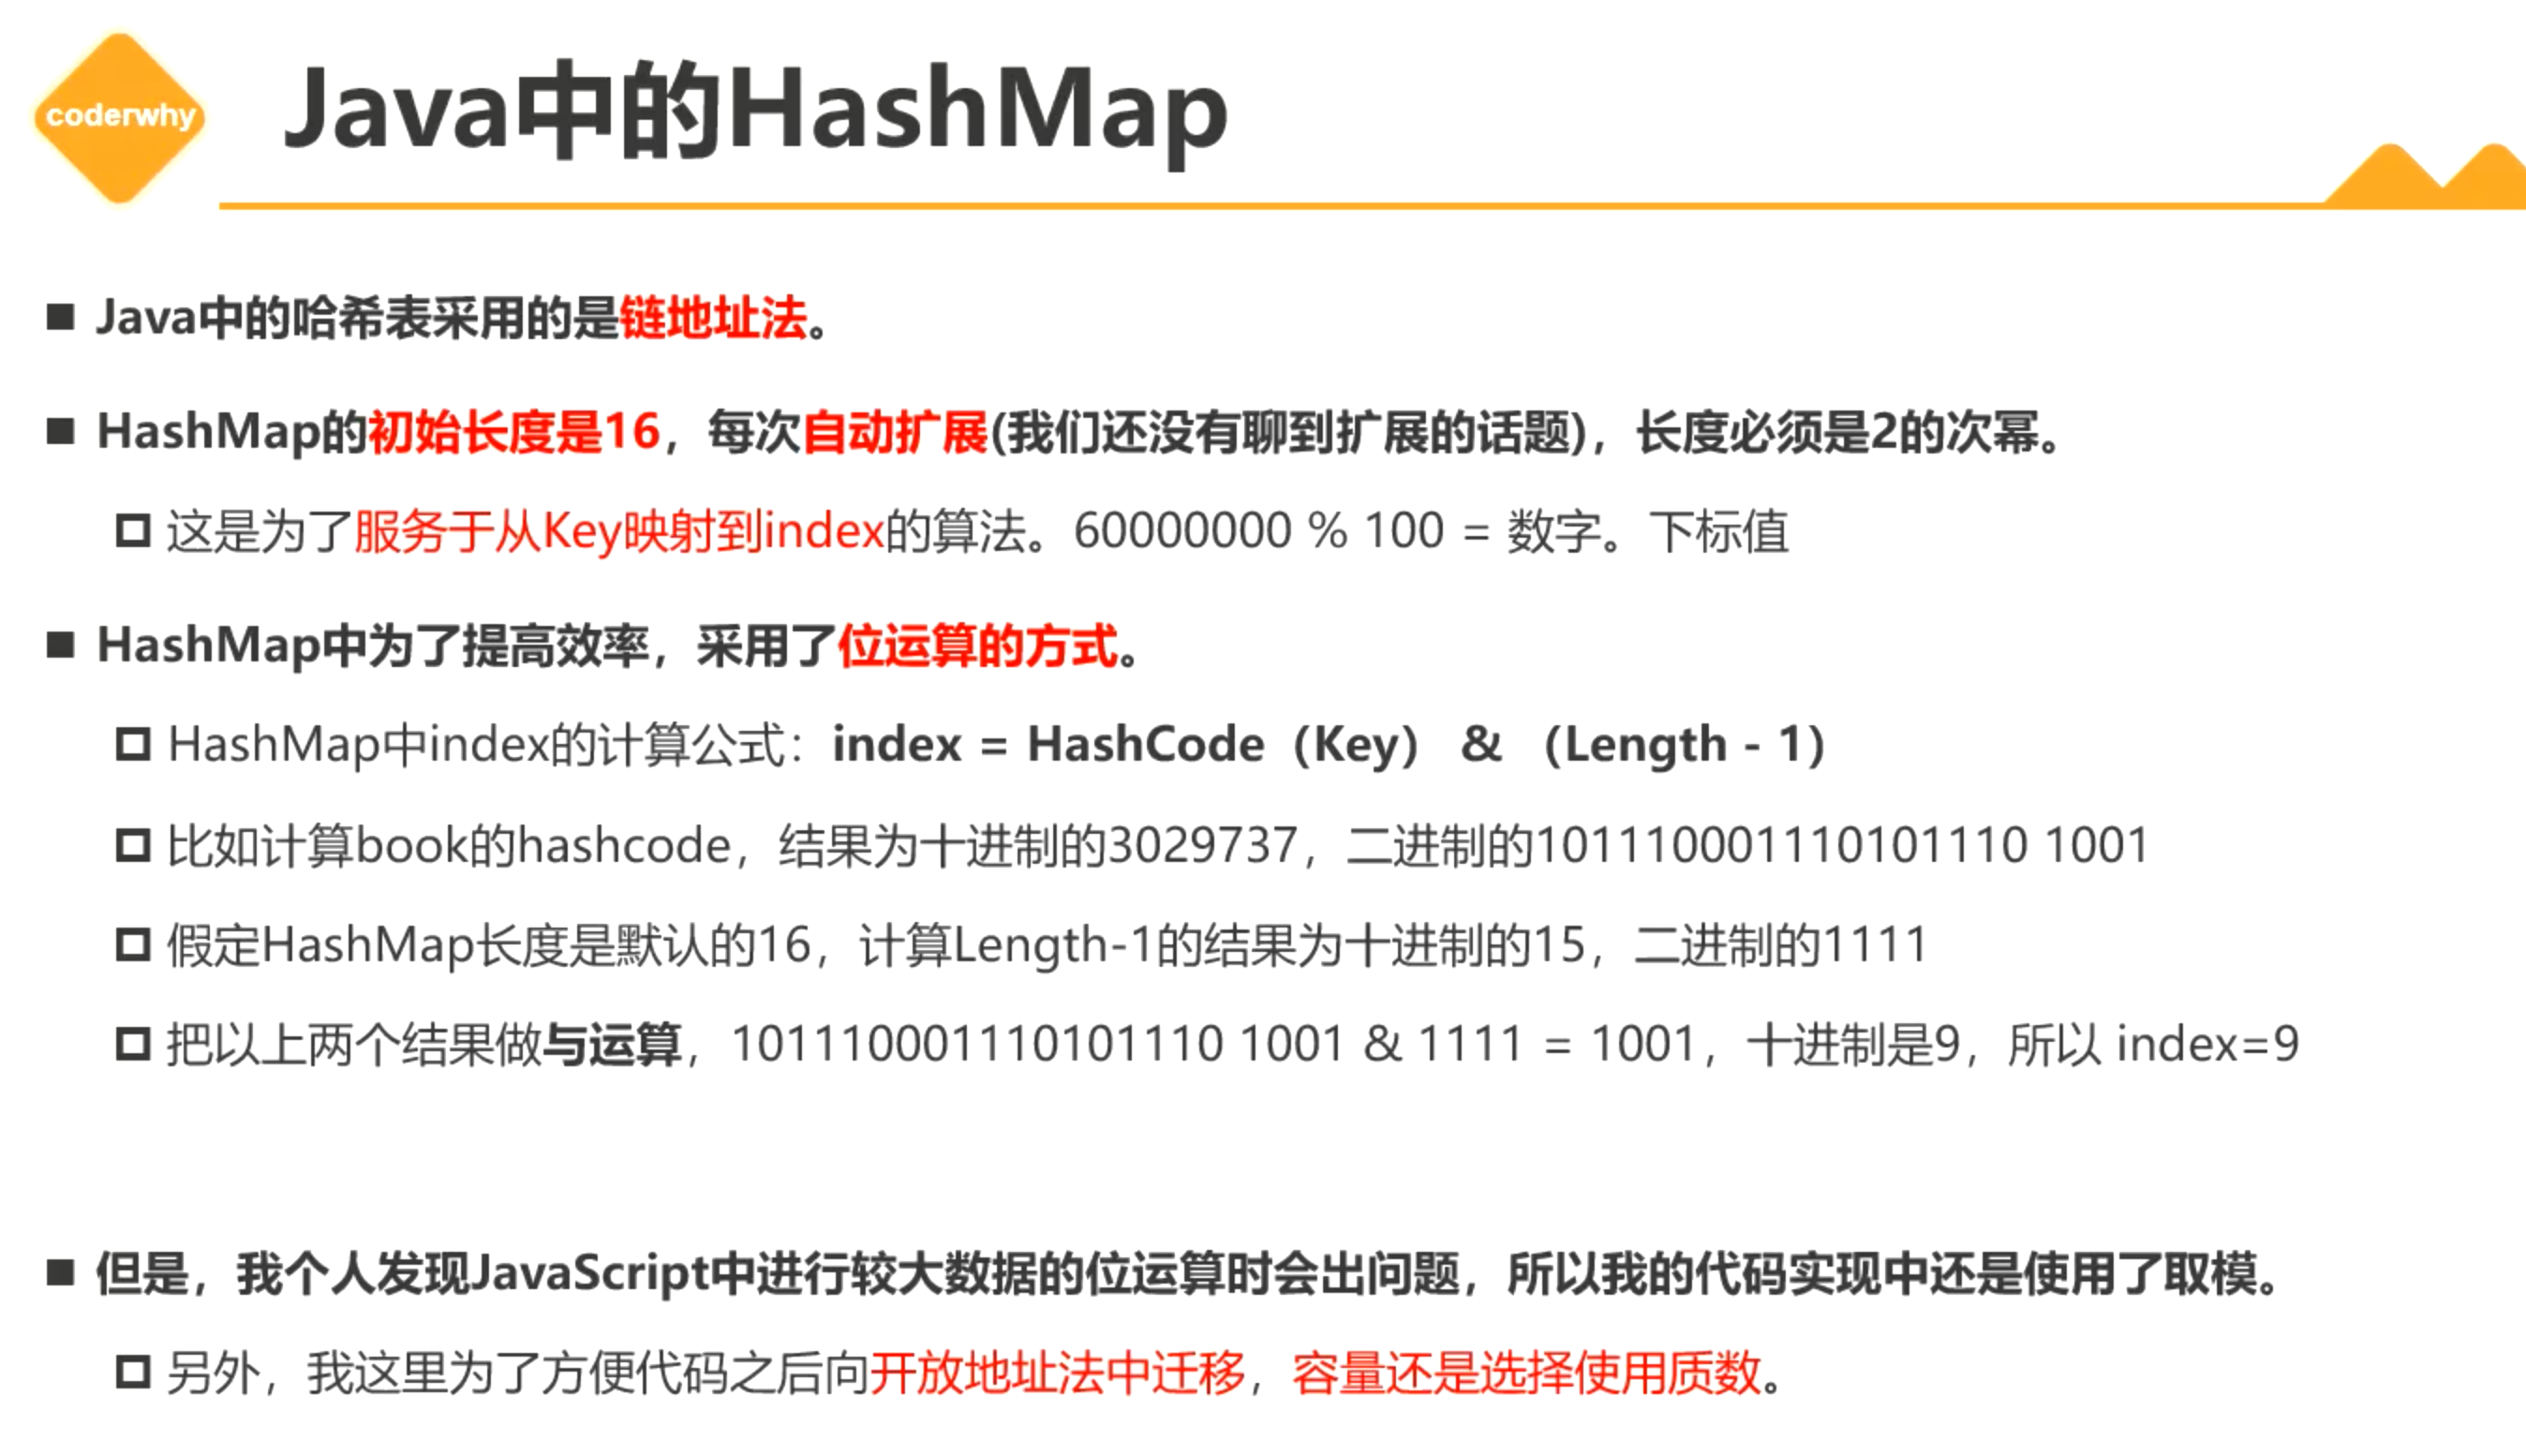 coderwhy
Java中的HashMap
Java中的哈希表采用的是链地址法。
HashMap的初始长度是16，每次自动扩展(我们还没有聊到扩展的话题)，长度必须是2的次幂。
这是为了服务于从Key映射到index的算法。60000000 % 100 = 数字。下标值
HashMap中为了提高效率，采用了位运算的方式。
HashMap中index的计算公式：index = HashCode（Key） & （Length - 1）
比如计算book的hashcode，结果为十进制的3029737，二进制的101110001110101110 1001
假定HashMap长度是默认的16，计算Length-1的结果为十进制的15，二进制的1111
把以上两个结果做与运算，101110001110101110 1001 & 1111 = 1001，十进制是9，所以 index=9
但是，我个人发现JavaScript中进行较大数据的位运算时会出问题，所以我的代码实现中还是使用了取模。
另外，我这里为了方便代码之后向开放地址法中迁移，容量还是选择使用质数。